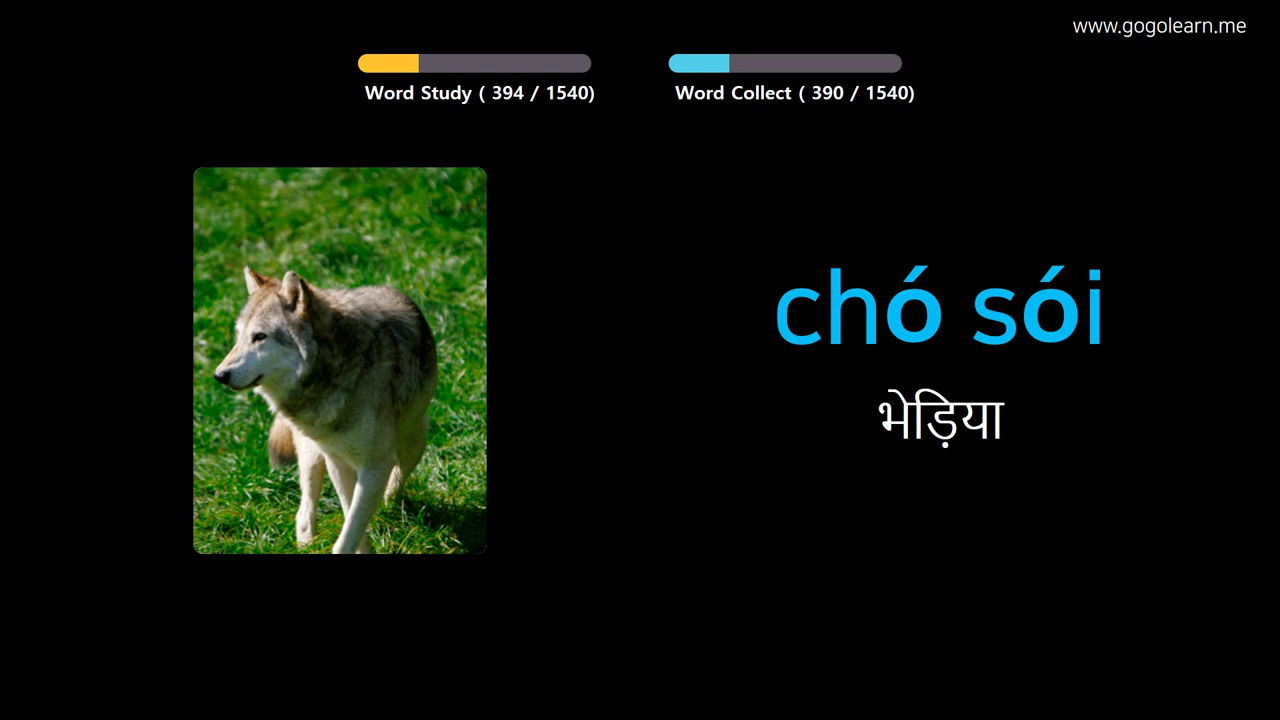 www.gogolearn.me
Word Study ( 394 / 1540)
Word Collect ( 390 / 1540)
chó sói
भेड़िया